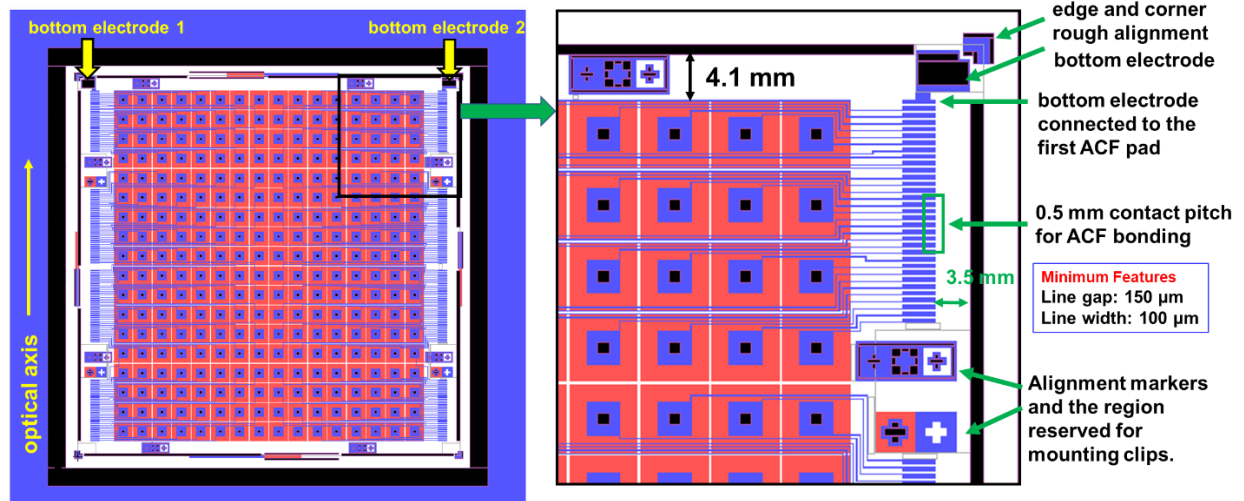 bottom electrode 1
bottom electrode 2
optical axis
4.1 mm
3.5 mm
edge and corner
rough alignment
bottom electrode
bottom electrode
connected to the
first ACF pad
0.5 mm contact pitch
for ACF bonding
Minimum Features
Line gap: 150 µm
Line width: 100 µm
Alignment markers
and the region
reserved for
mounting clips.